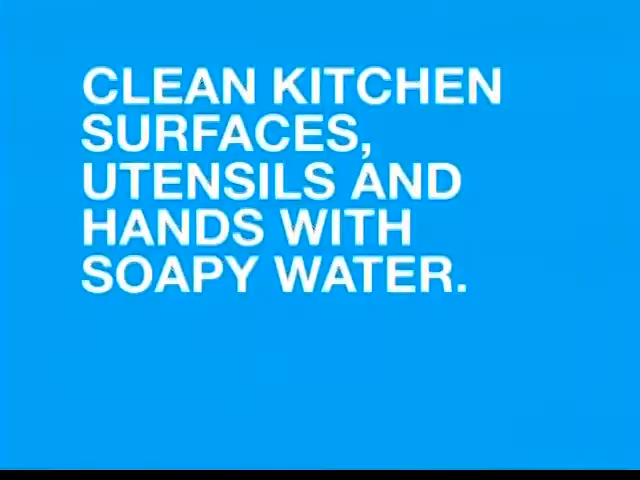 CLEAN KITCHEN
SURFACES,
UTENSILS AND
HANDS WITH
SOAPY WATER.